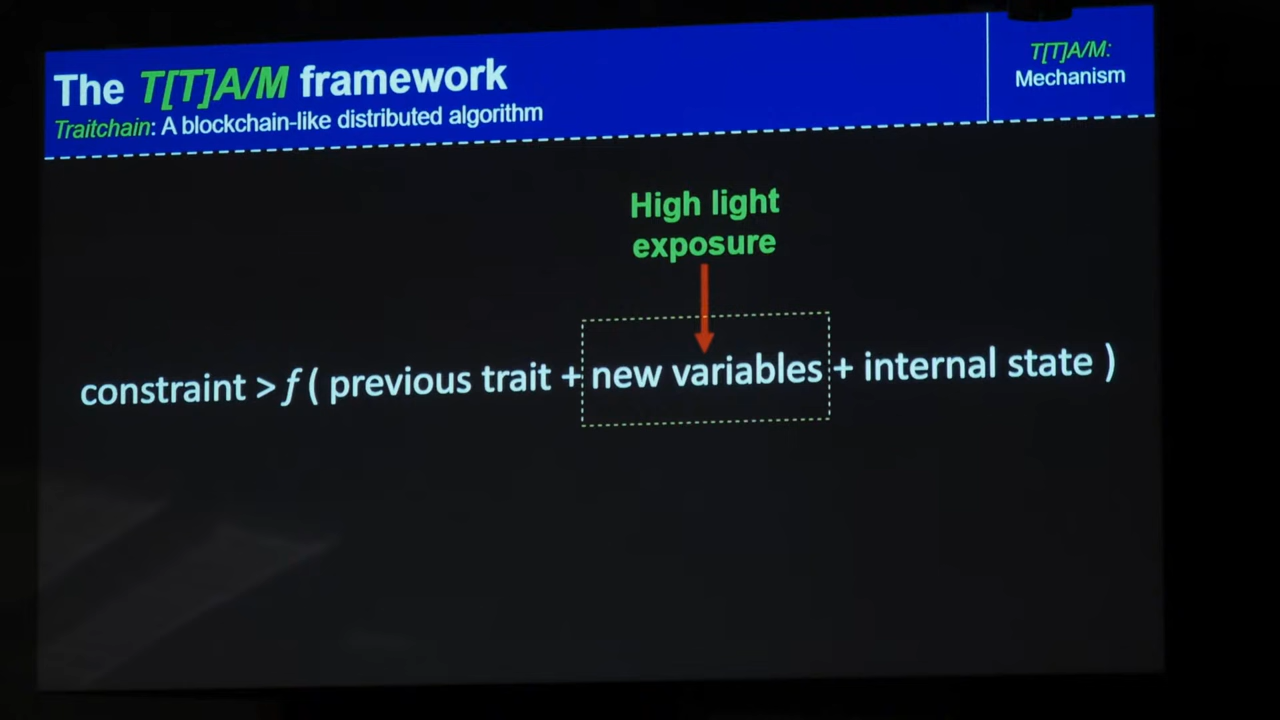 The T[T]A/M framework
Traitchain: A blockchain-like distributed algorithm
T[T]A/M:
Mechanism
High light
exposure
constraint > f ( previous trait + new variables + internal state )